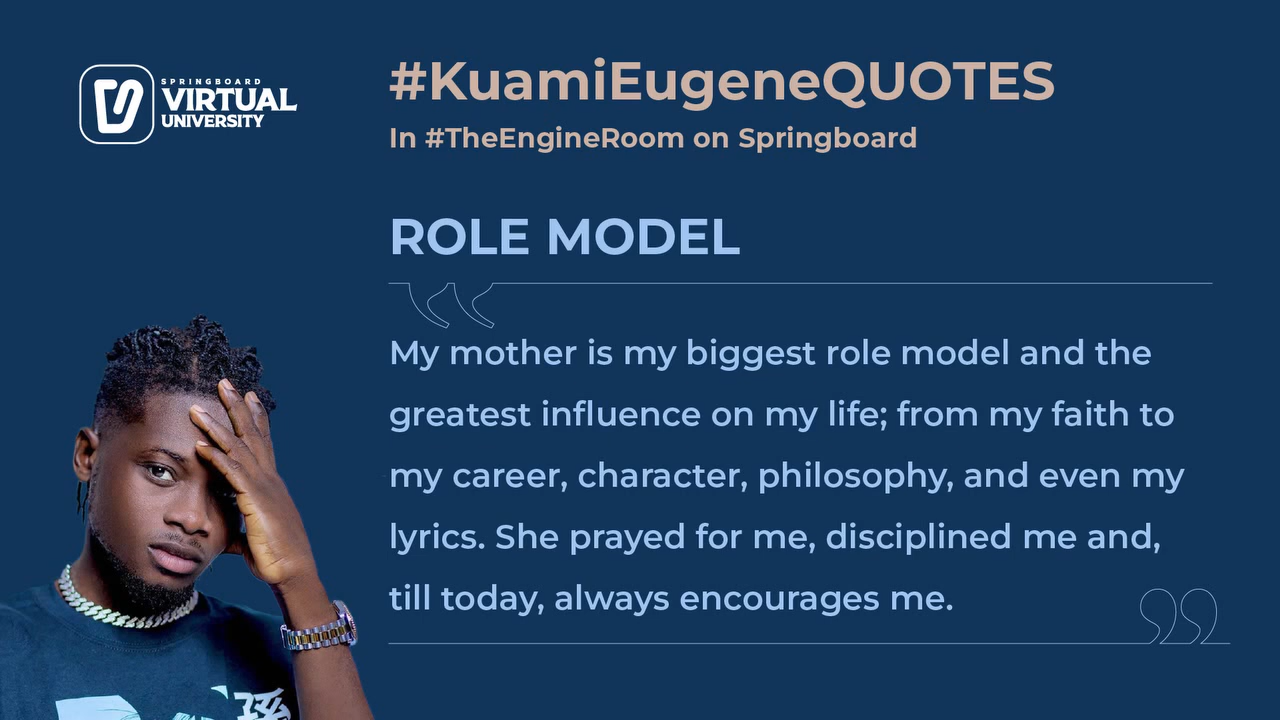 SPRINGBOARD
VIRTUAL
UNIVERSITY
#KuamiEugeneQUOTES
In #TheEngineRoom on Springboard
ROLE MODEL
“
My mother is my biggest role model and the
greatest influence on my life; from my faith to
my career, character, philosophy, and even my
lyrics. She prayed for me, disciplined me and,
till today, always encourages me.
”